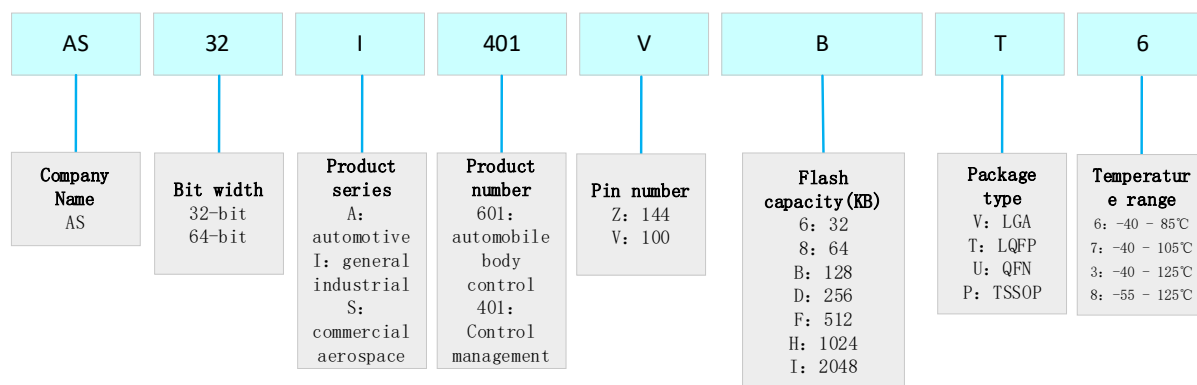 AS
32
I
401
V
B
T
6
Company
Name
AS
Bit width
32-bit
64-bit
Product
series
A:
automotive
I: general
industrial
S:
commercial
aerospace
Product
number
601:
automobile
body
control
401:
Control
management
Pin number
Z: 144
V: 100
Flash
capacity(KB)
6: 32
8: 64
B: 128
D: 256
F: 512
H: 1024
I: 2048
Package
type
V: LGA
T: LQFP
U: QFN
P: TSSOP
Temperatur
e range
6: -40 - 85℃
7: -40 - 105℃
3: -40 - 125℃
8: -55 - 125℃